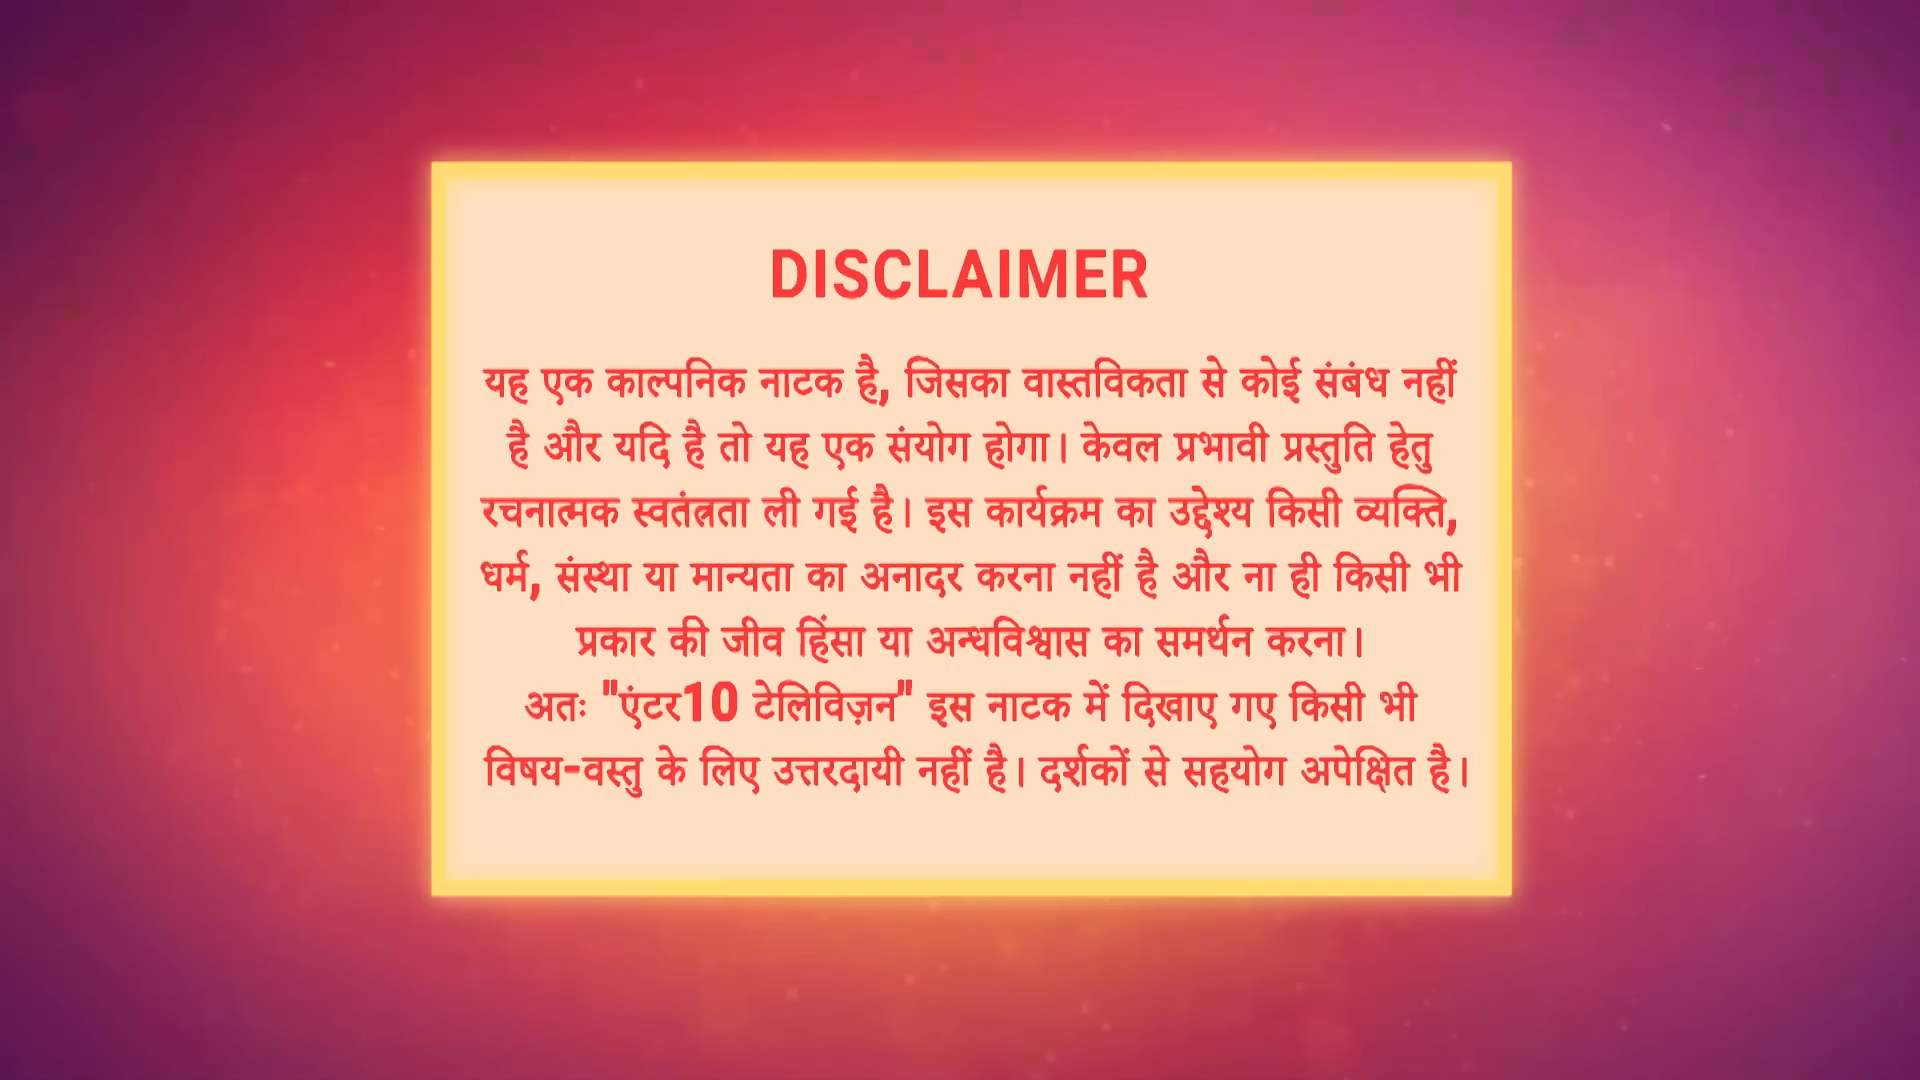 DISCLAIMER
यह एक काल्पनिक नाटक है, जिसका वास्तविकता से कोई संबंध नहीं
है और यदि है तो यह एक संयोग होगा। केवल प्रभावी प्रस्तुति हेतु
रचनात्मक स्वतंत्रता ली गई है। इस कार्यक्रम का उद्देश्य किसी व्यक्ति,
धर्म, संस्था या मान्यता का अनादर करना नहीं है और ना ही किसी भी
प्रकार की जीव हिंसा या अन्धविश्वास का समर्थन करना।
अतः "एंटर10 टेलिविज़न" इस नाटक में दिखाए गए किसी भी
विषय-वस्तु के लिए उत्तरदायी नहीं है। दर्शकों से सहयोग अपेक्षित है।